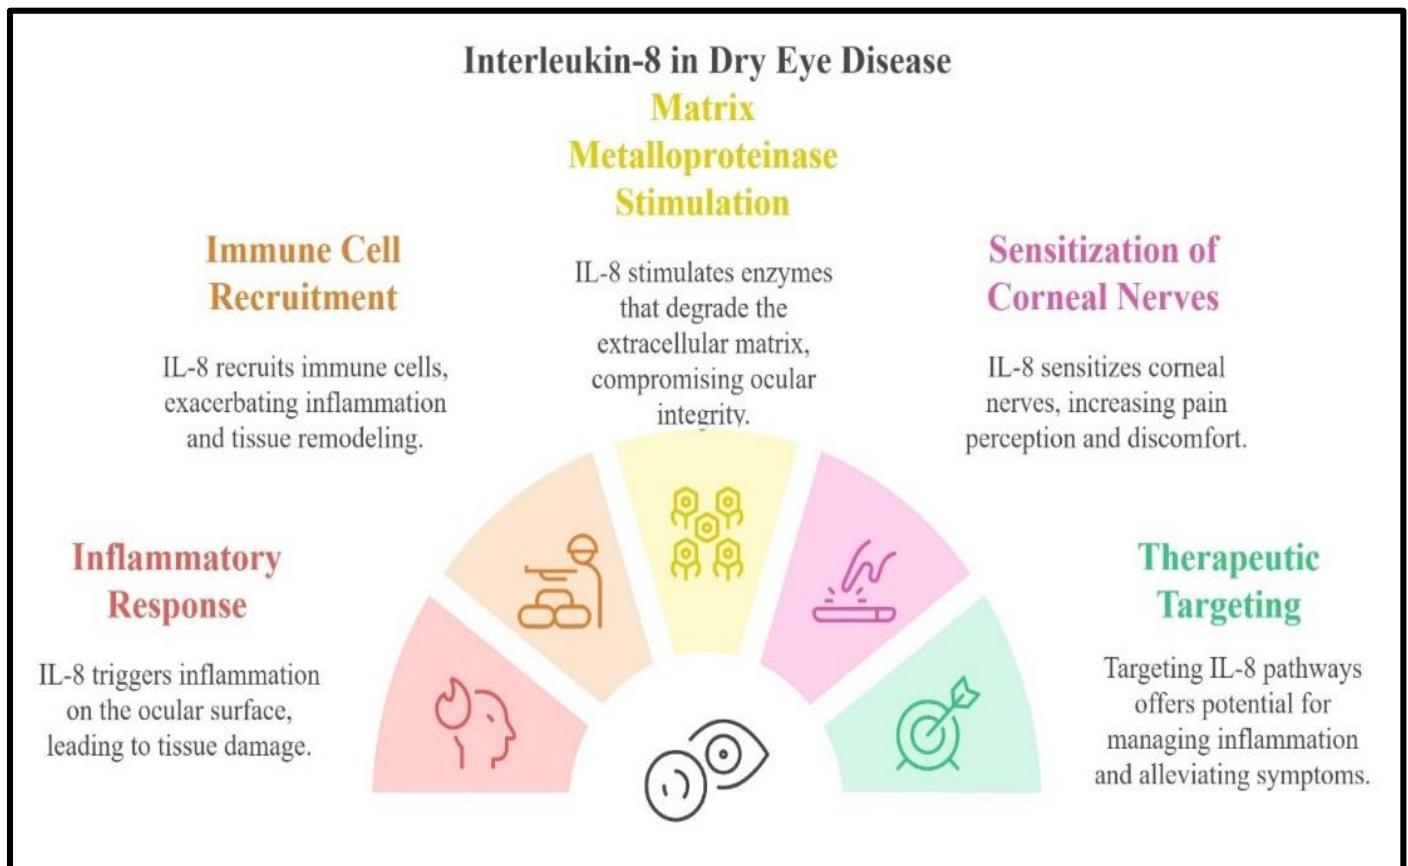 Interleukin-8 in Dry Eye Disease
Matrix
Metalloproteinase
Stimulation
IL-8 stimulates enzymes
that degrade the
extracellular matrix,
compromising ocular
integrity.
Immune Cell
Recruitment
IL-8 recruits immune cells,
exacerbating inflammation
and tissue remodeling.
Sensitization of
Corneal Nerves
IL-8 sensitizes corneal
nerves, increasing pain
perception and discomfort.
Inflammatory
Response
IL-8 triggers inflammation
on the ocular surface,
leading to tissue damage.
Therapeutic
Targeting
Targeting IL-8 pathways
offers potential for
managing inflammation
and alleviating symptoms.